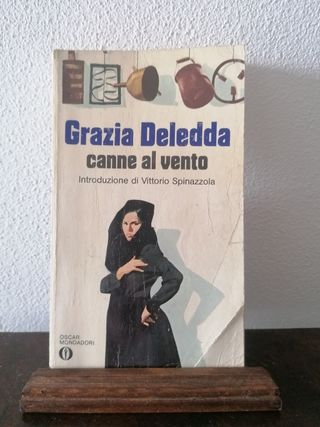 Grazia Deledda
canne al vento
Introduzione di Vittorio Spinazzola
OSCAR
MONDADORI